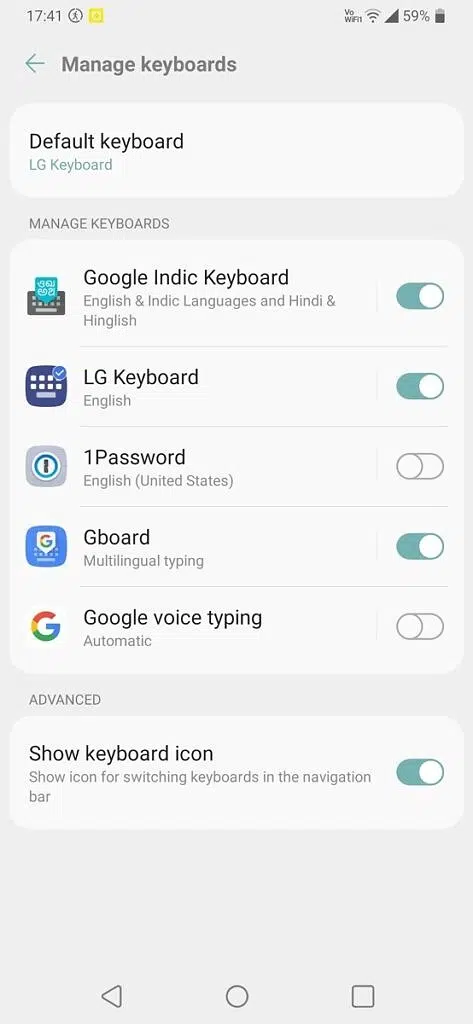 17:41 Vo WiFi1 59%
Manage keyboards
Default keyboard
LG Keyboard
MANAGE KEYBOARDS
Google Indic Keyboard
English & Indic Languages and Hindi &
Hinglish
LG Keyboard
English
1Password
English (United States)
Gboard
Multilingual typing
Google voice typing
Automatic
ADVANCED
Show keyboard icon
Show icon for switching keyboards in the navigation
bar